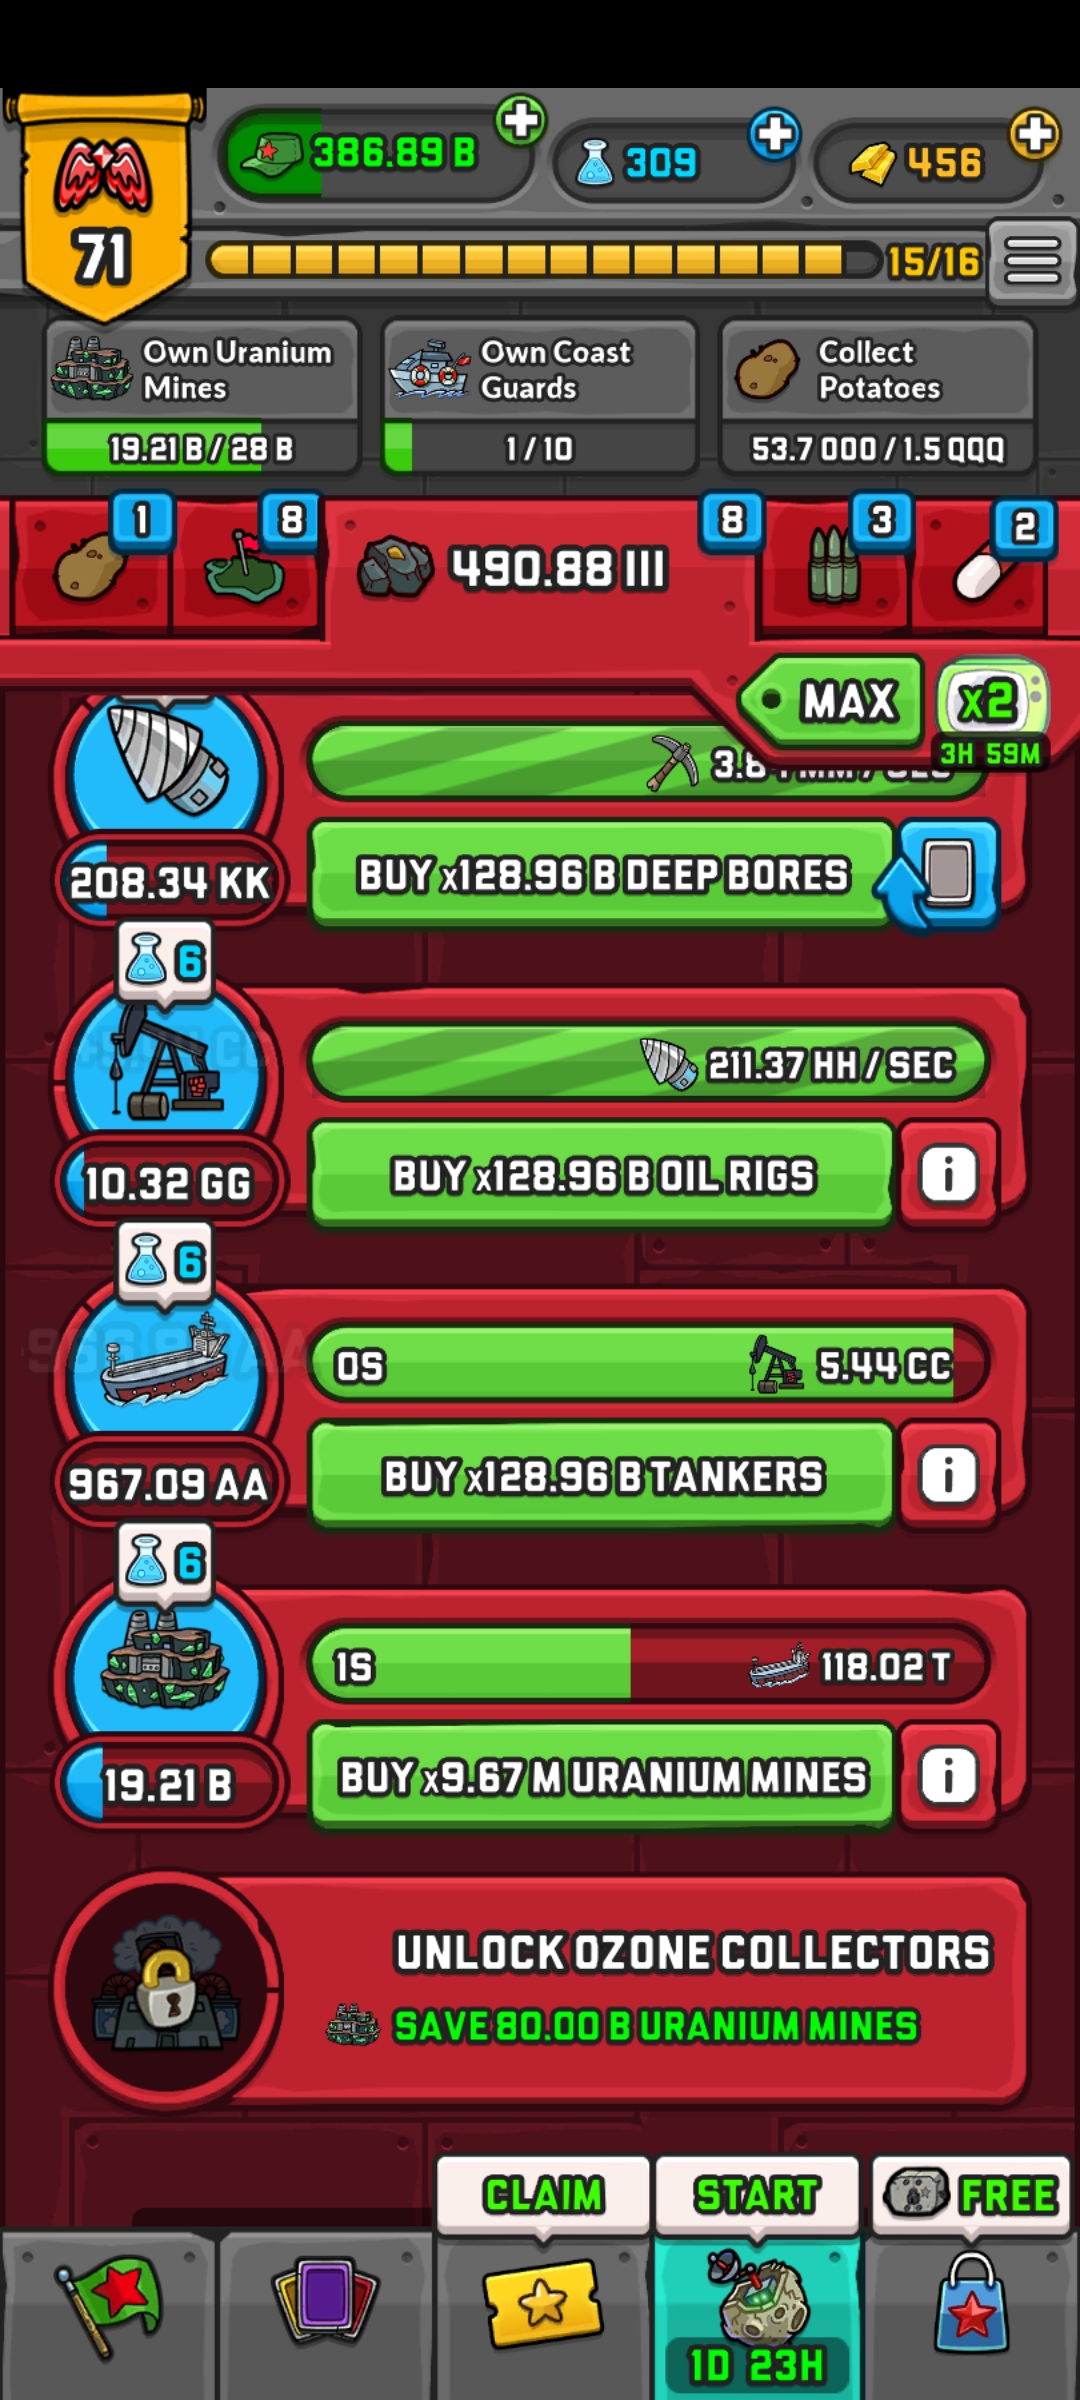 386.89 B
309
456
71
15/16
Own Uranium
Mines
19.21 B / 28 B
Own Coast
Guards
1 / 10
Collect
Potatoes
53.7 OOO / 1.5 QQQ
1
8
490.88 III
8
3
2
MAX
x2
3H 59M
208.34 KK
BUY x128.96 B DEEP BORES
6
211.37 HH / SEC
10.32 GG
BUY x128.96 B OIL RIGS
i
6
0S
5.44 CC
967.09 AA
BUY x128.96 B TANKERS
i
6
1S
118.02 T
19.21 B
BUY x9.67 M URANIUM MINES
i
UNLOCK OZONE COLLECTORS
SAVE 80.00 B URANIUM MINES
CLAIM
START
FREE
1D 23H